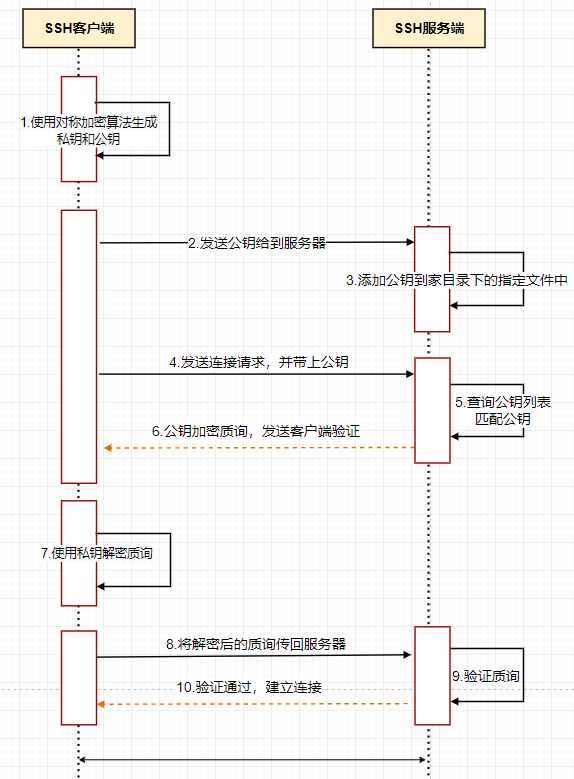 SSH客户端
SSH服务端
1.使用对称加密算法生成
私钥和公钥
2.发送公钥给到服务器
3.添加公钥到家目录下的指定文件中
4.发送连接请求，并带上公钥
5.查询公钥列表
匹配公钥
6.公钥加密质询，发送客户端验证
7.使用私钥解密质询
8.将解密后的质询传回服务器
9.验证质询
10.验证通过，建立连接